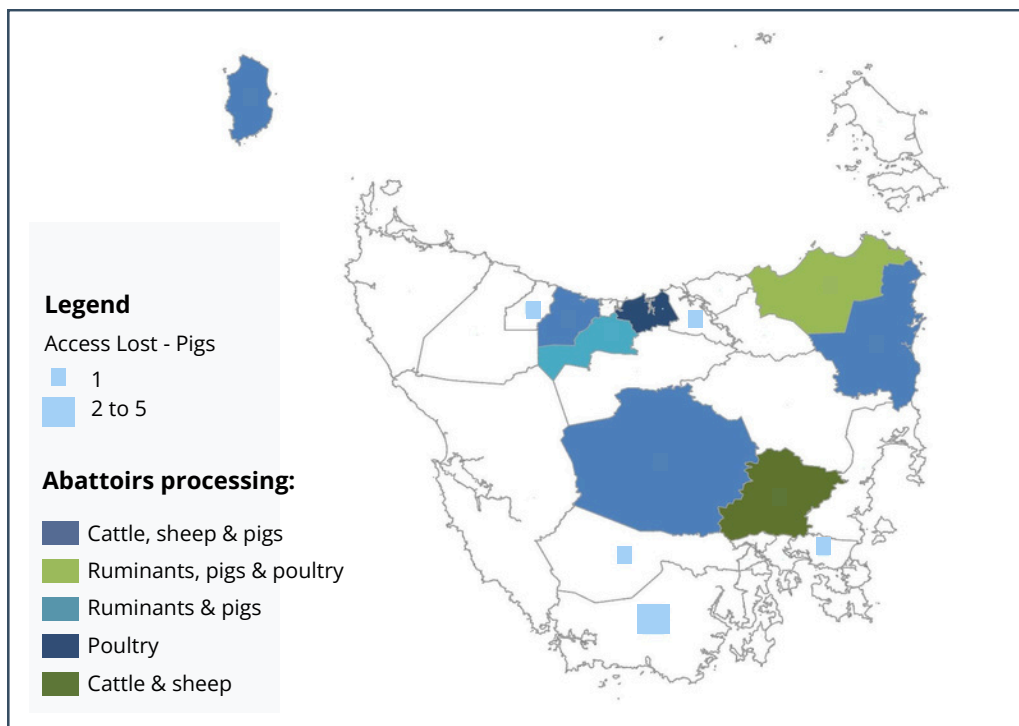 Legend
Access Lost - Pigs
1
2 to 5
Abattoirs processing:
Cattle, sheep & pigs
Ruminants, pigs & poultry
Ruminants & pigs
Poultry
Cattle & sheep